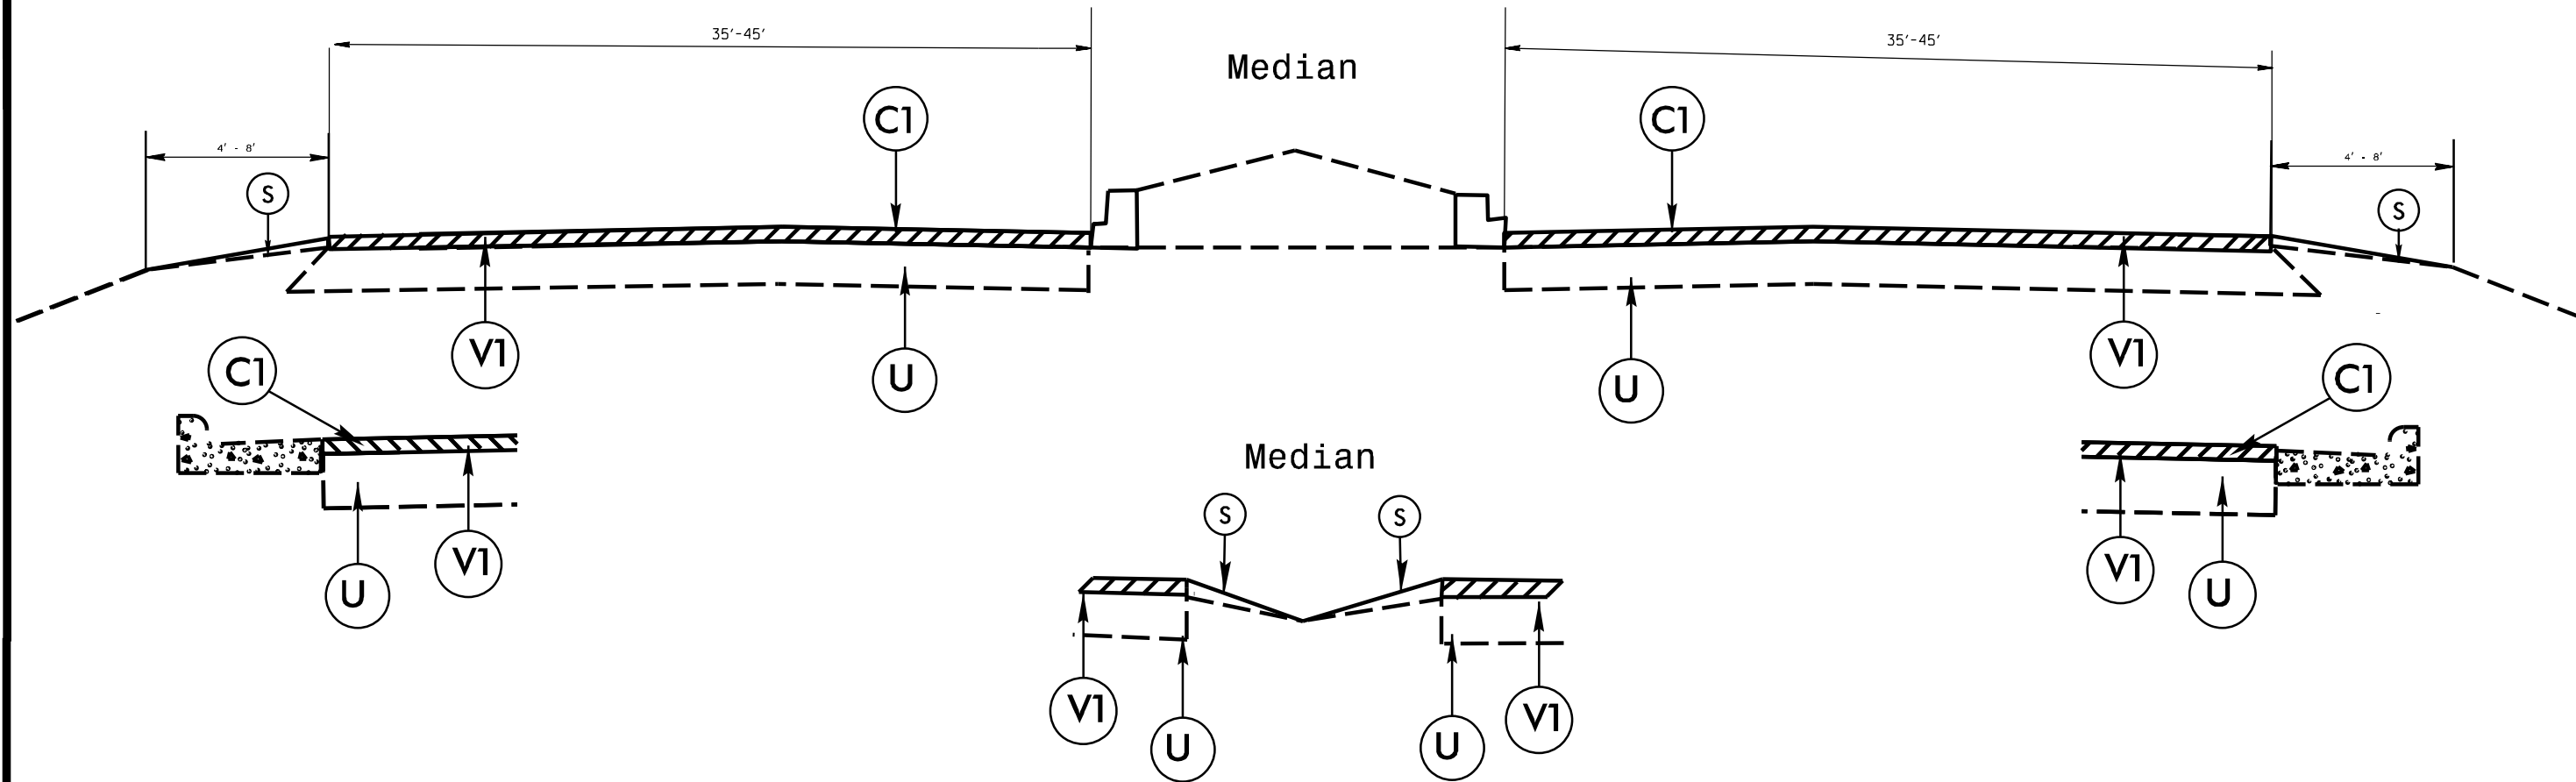 35'-45'
35'-45'
Median
C1
C1
4' - 8'
4' - 8'
S
S
V1
U
U
V1
C1
C1
Median
S
S
V1
U
V1
U
V1
U
U
V1